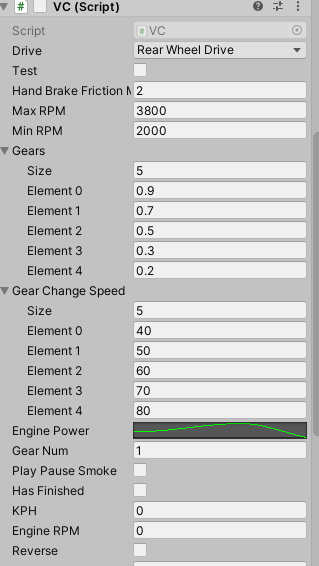 VC (Script)
Script # VC
Drive Rear Wheel Drive
Test
Hand Brake Friction M 2
Max RPM 3800
Min RPM 2000
Gears
Size 5
Element 0 0.9
Element 1 0.7
Element 2 0.5
Element 3 0.3
Element 4 0.2
Gear Change Speed
Size 5
Element 0 40
Element 1 50
Element 2 60
Element 3 70
Element 4 80
Engine Power
Gear Num 1
Play Pause Smoke
Has Finished
KPH 0
Engine RPM 0
Reverse